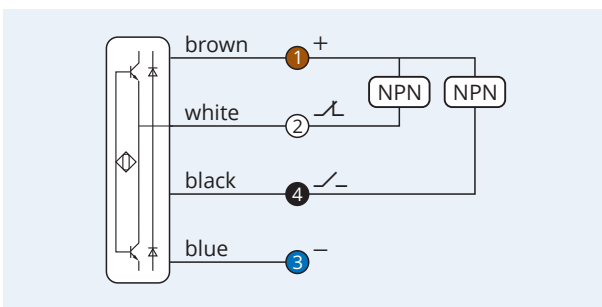 brown 1 +
NPN NPN
white 2
black 4
blue 3 −